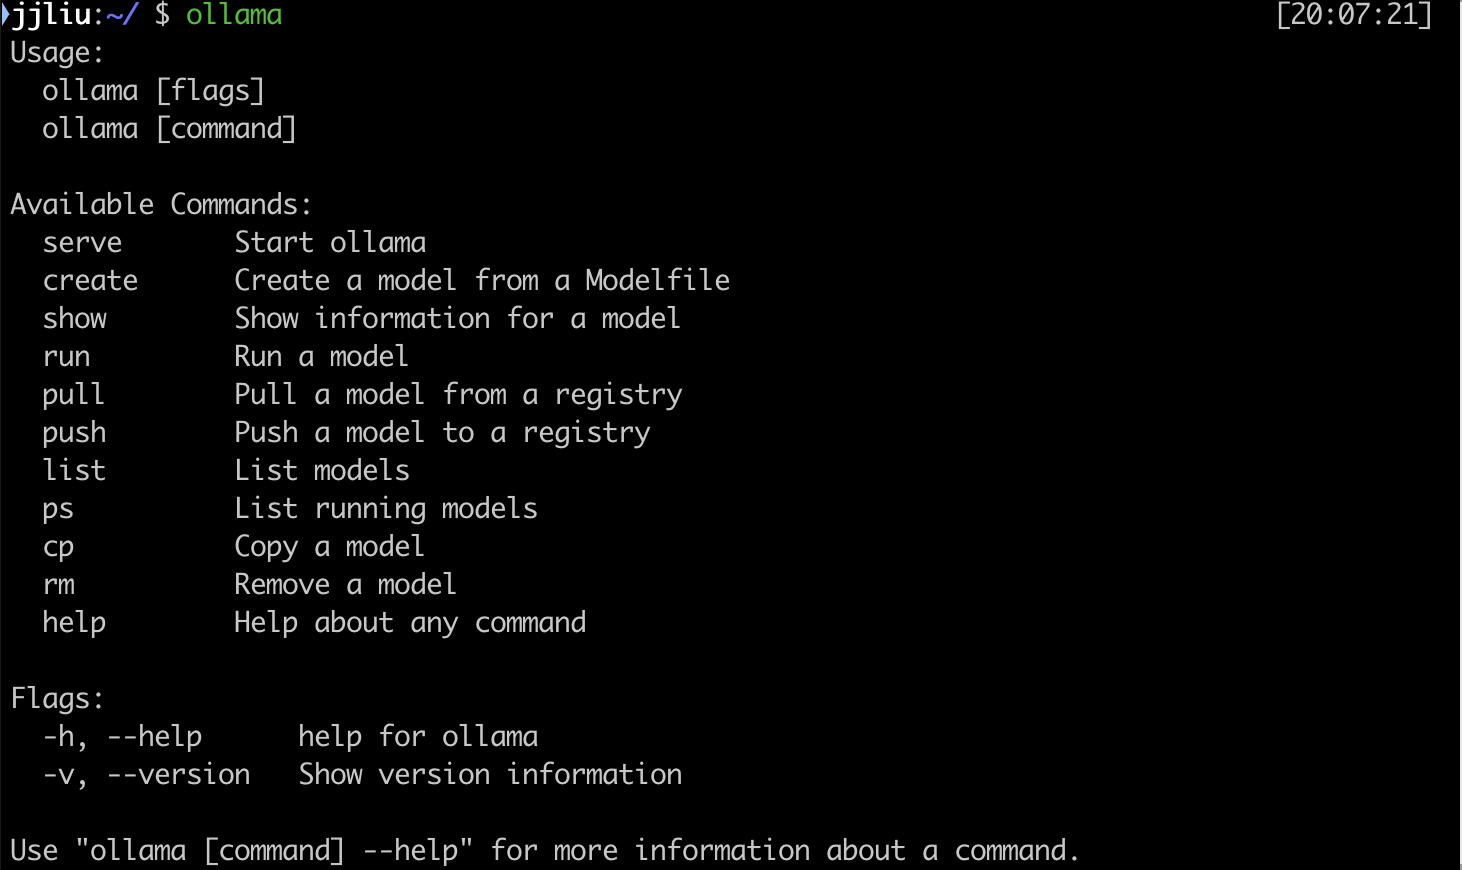 jjliu:~/ $ ollama [20:07:21]
Usage:
  ollama [flags]
  ollama [command]

Available Commands:
  serve       Start ollama
  create      Create a model from a Modelfile
  show        Show information for a model
  run         Run a model
  pull        Pull a model from a registry
  push        Push a model to a registry
  list        List models
  ps          List running models
  cp          Copy a model
  rm          Remove a model
  help        Help about any command

Flags:
  -h, --help      help for ollama
  -v, --version   Show version information

Use "ollama [command] --help" for more information about a command.